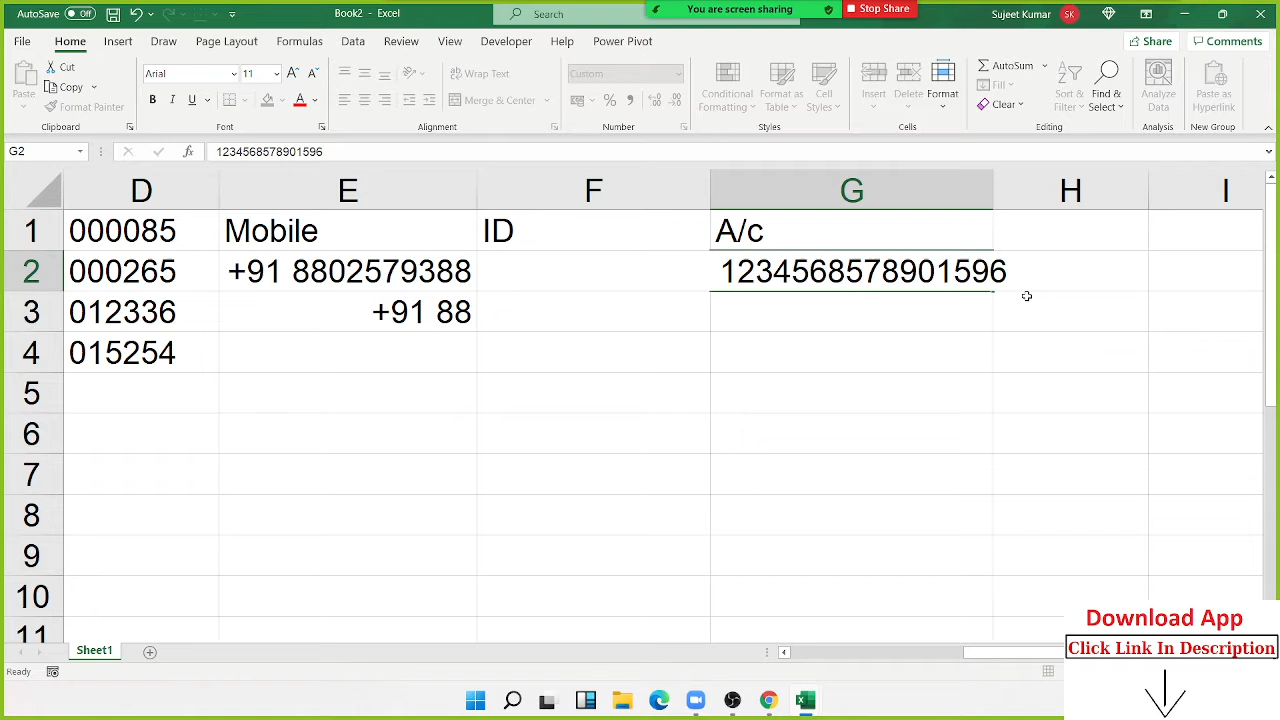 AutoSave Off Book2 - Excel Search You are screen sharing Stop Share Sujeet Kumar SK
File Home Insert Draw Page Layout Formulas Data Review View Developer Help Power Pivot Share Comments
Paste Cut Copy Format Painter
Arial 11 A A B I U A
Wrap Text Merge & Center
Custom % 9
Conditional Formatting Format as Table Cell Styles
Insert Delete Format
AutoSum Fill Clear Sort & Filter Find & Select
Analyze Data
Paste as Hyperlink
Clipboard Font Alignment Number Styles Cells Editing Analysis New Group
G2 fx 1234568578901596
D E F G H I
1 000085 Mobile ID A/c
2 000265 +91 8802579388 1234568578901596
3 012336 +91 88
4 015254
5
6
7
8
9
10
11
Download App
Click Link In Description
Sheet1
Ready